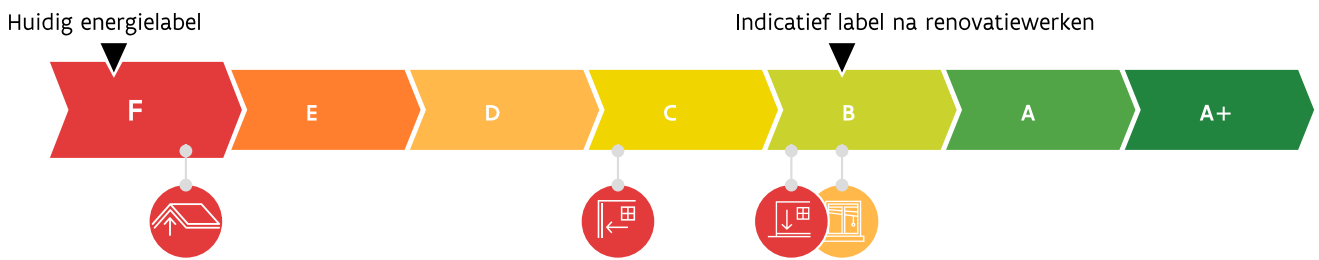 Huidig energielabel
Indicatief label na renovatiewerken
F
E
D
C
B
A
A+